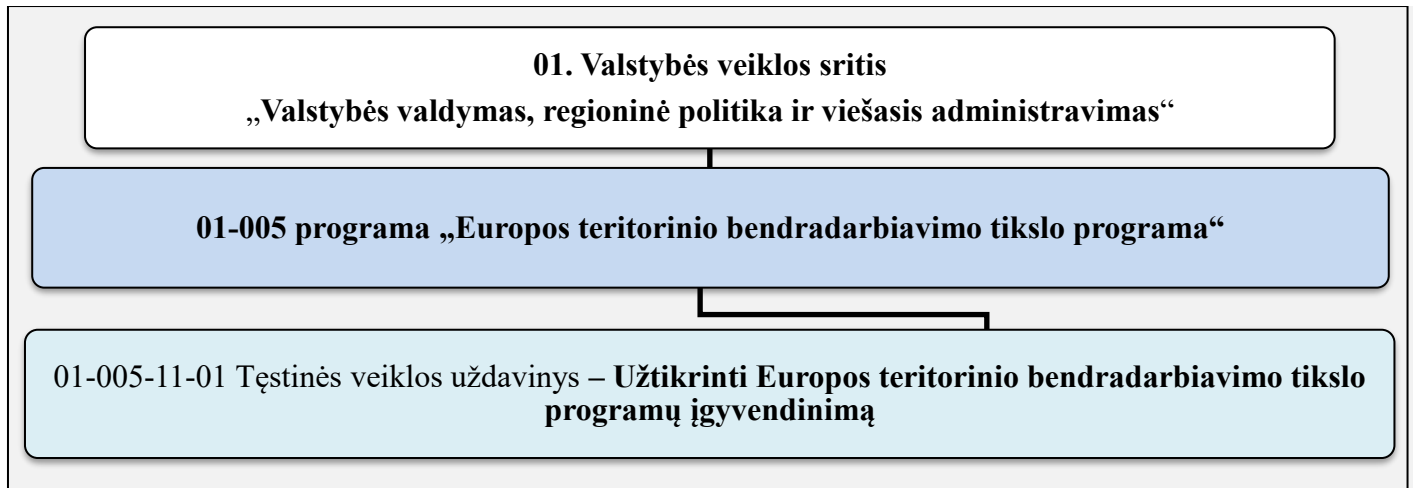 01. Valstybės veiklos sritis
„Valstybės valdymas, regioninė politika ir viešasis administravimas“
01-005 programa „Europos teritorinio bendradarbiavimo tikslo programa“
01-005-11-01 Tęstinės veiklos uždavinys – Užtikrinti Europos teritorinio bendradarbiavimo tikslo
programų įgyvendinimą